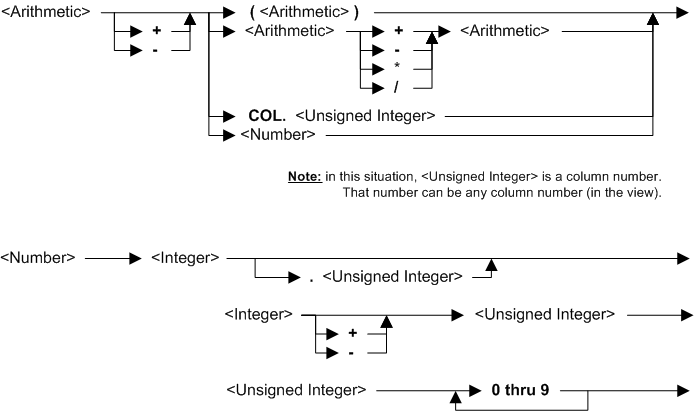 <Arithmetic> ( <Arithmetic> )
+ <Arithmetic> + <Arithmetic>
- -
*
/
COL. <Unsigned Integer>
<Number>
Note: in this situation, <Unsigned Integer> is a column number.
That number can be any column number (in the view).
<Number> <Integer>
. <Unsigned Integer>
<Integer> <Unsigned Integer>
+
-
<Unsigned Integer> 0 thru 9